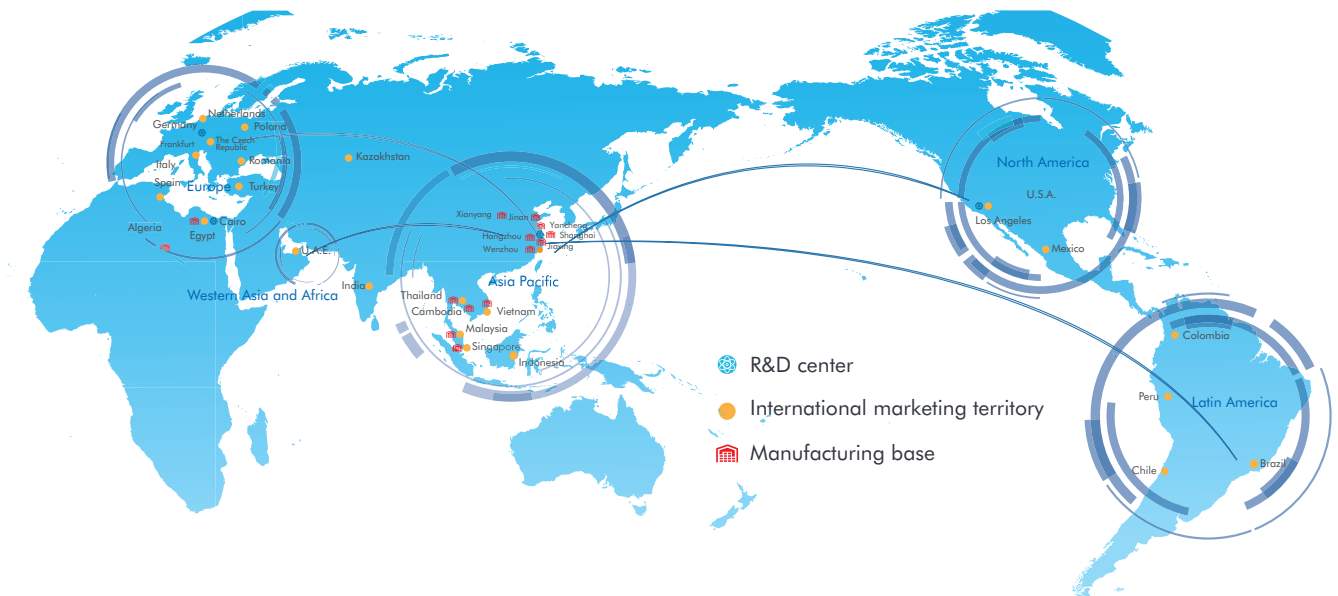 Netherlands
Germany
Poland
Frankfurt
The Czech
Republic
Italy
Romania
Spain
Europe
Turkey
Algeria
Cairo
Egypt
U.A.E.
Western Asia and Africa
Kazakhstan
India
Xianyang
Jinan
Yancheng
Hangzhou
Shanghai
Wenzhou
Jiaxing
Asia Pacific
Thailand
Cambodia
Vietnam
Malaysia
Singapore
Indonesia
North America
U.S.A.
Los Angeles
Mexico
Colombia
Peru
Latin America
Chile
Brazil
R&D center
International marketing territory
Manufacturing base